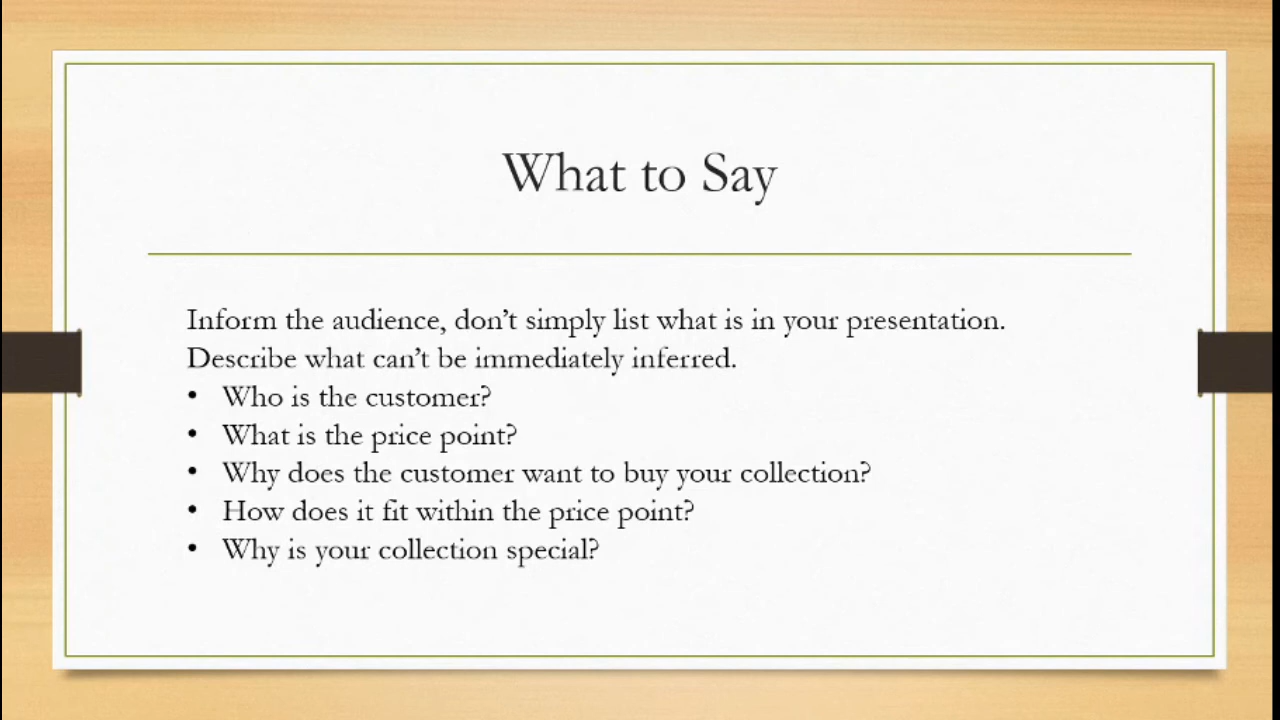 What to Say
Inform the audience, don’t simply list what is in your presentation.
Describe what can’t be immediately inferred.
• Who is the customer?
• What is the price point?
• Why does the customer want to buy your collection?
• How does it fit within the price point?
• Why is your collection special?